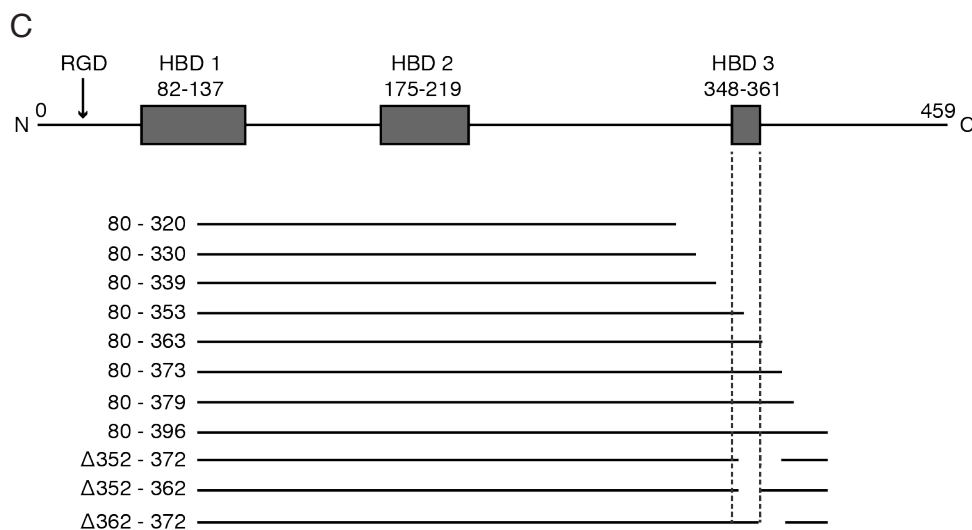 C
RGD
HBD 1
82-137
HBD 2
175-219
HBD 3
348-361
N
0
459
C
80 - 320
80 - 330
80 - 339
80 - 353
80 - 363
80 - 373
80 - 379
80 - 396
Δ352 - 372
Δ352 - 362
Δ362 - 372